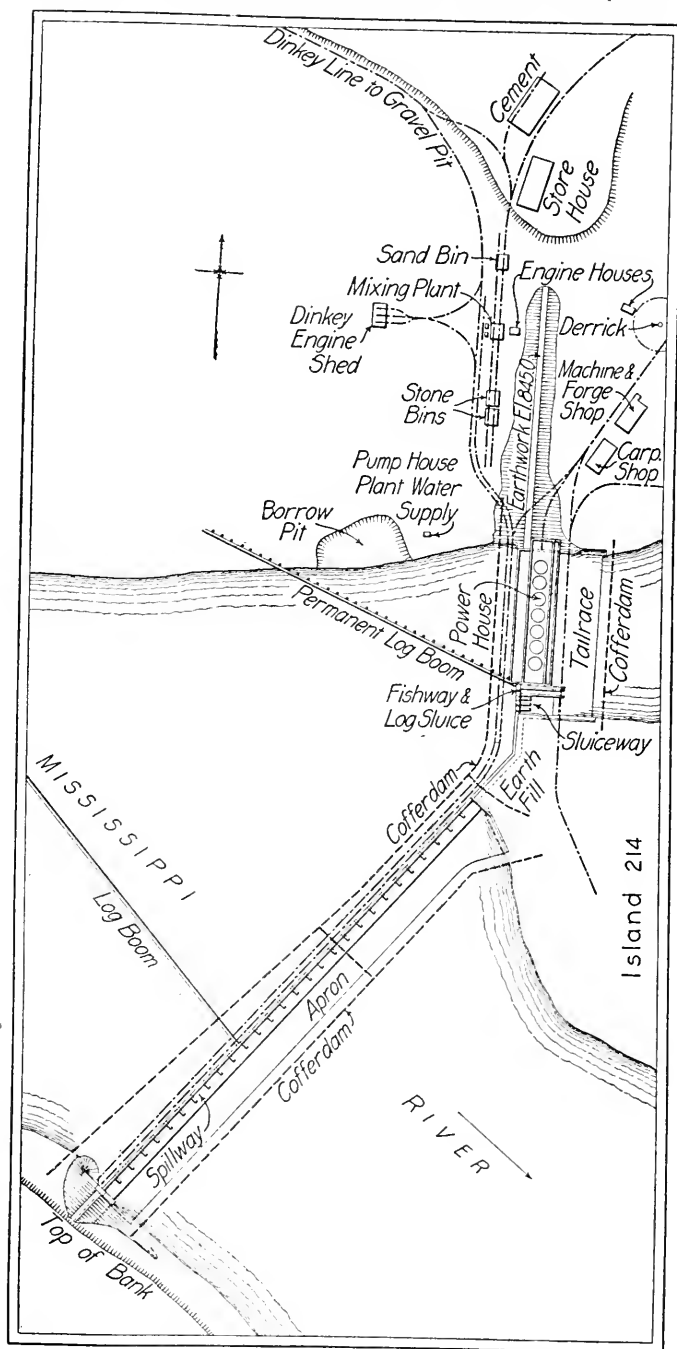 Dinkey Line to Gravel Pit
Cement
Store
House
Sand Bin
Engine Houses
Mixing Plant
Derrick
Dinkey
Engine
Shed
Machine &
Forge
Shop
Stone
Bins
Earthwork El. 845.0
Carp.
Shop
Pump House
Plant Water
Supply
Borrow
Pit
Permanent Log Boom
Power
House
Tailrace
Cofferdam
Fishway &
Log Sluice
Sluiceway
Cofferdam
Earth
Fill
MISSISSIPPI
Log Boom
Island 214
Apron
Cofferdam
Spillway
RIVER
Top of Bank